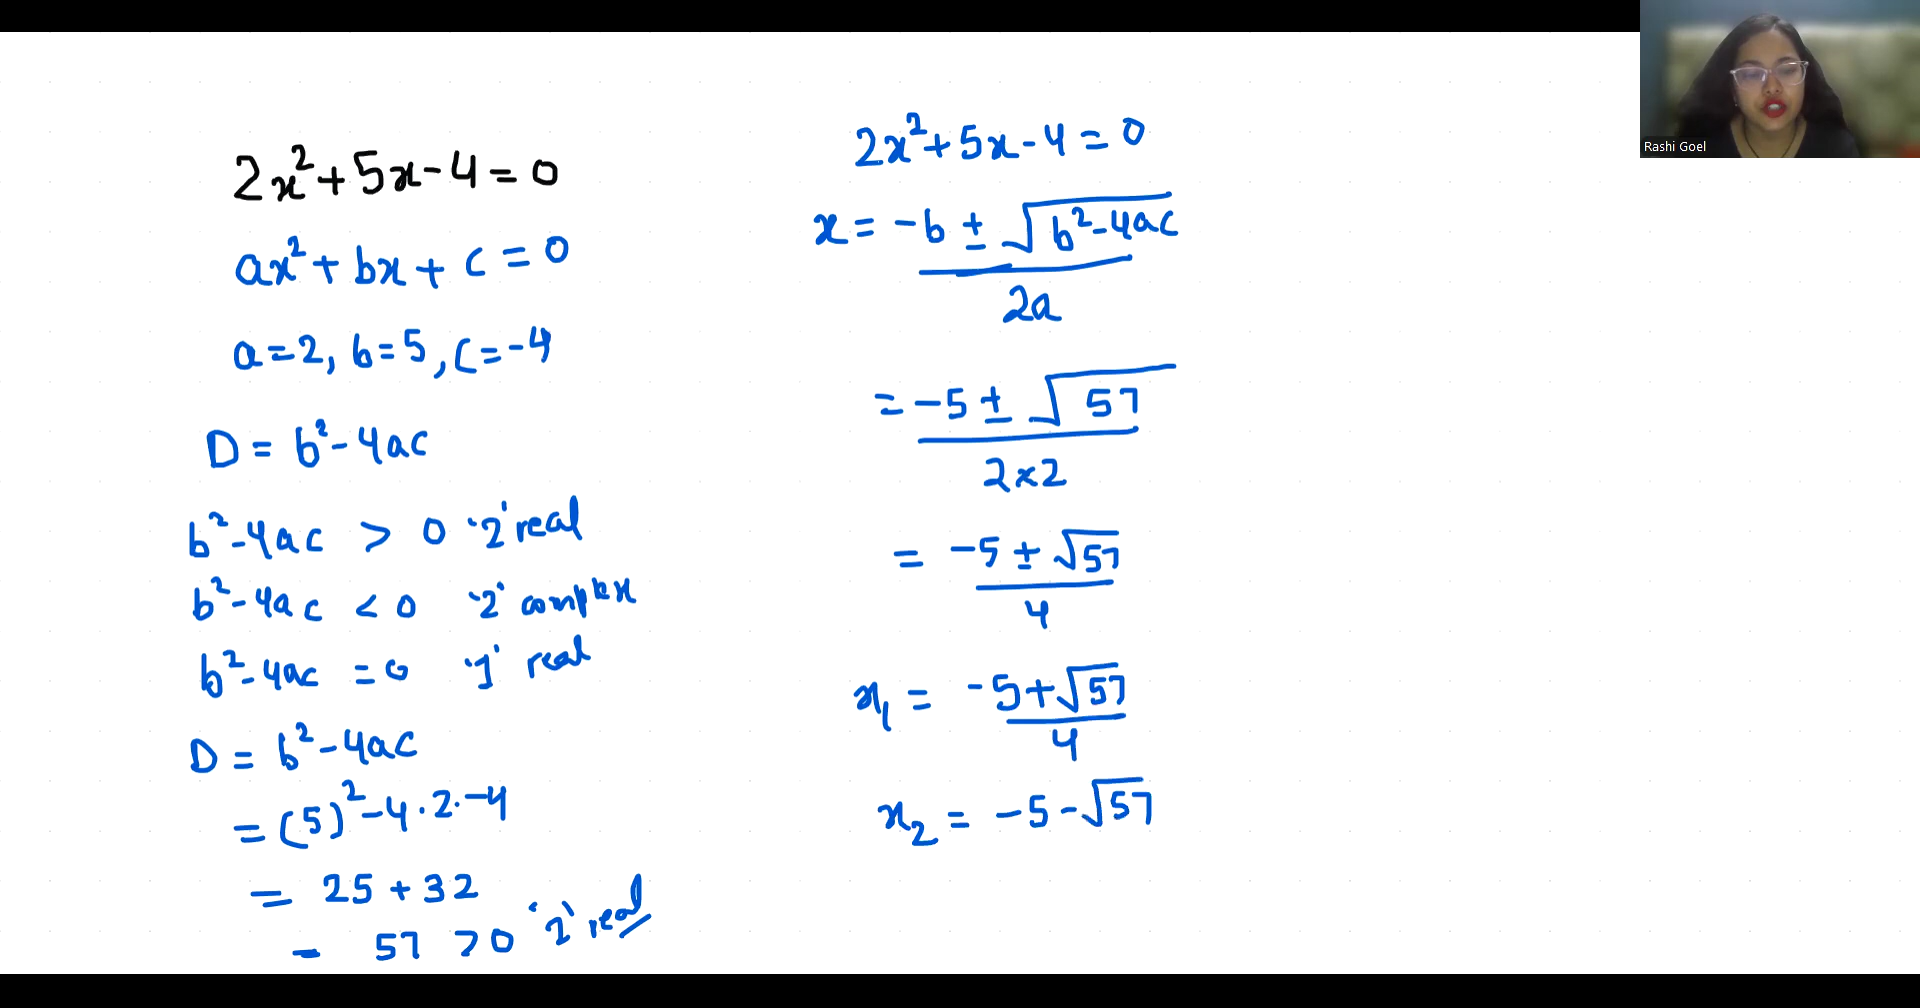 2x²+5x-4=0
ax²+bx+c=0
a=2, b=5, c=-4
D=b²-4ac
b²-4ac > 0 '2' real
b²-4ac < 0 '2' complex
b²-4ac = 0 '1' real
D = b²-4ac
= (5)²-4·2·-4
= 25+32
- 57 >0 '2' real
2x²+5x-4=0
x = -b ± √b²-4ac
2a
= -5 ± √57
2×2
= -5 ± √57
4
x₁ = -5+√57
4
x₂ = -5-√57
Rashi Goel